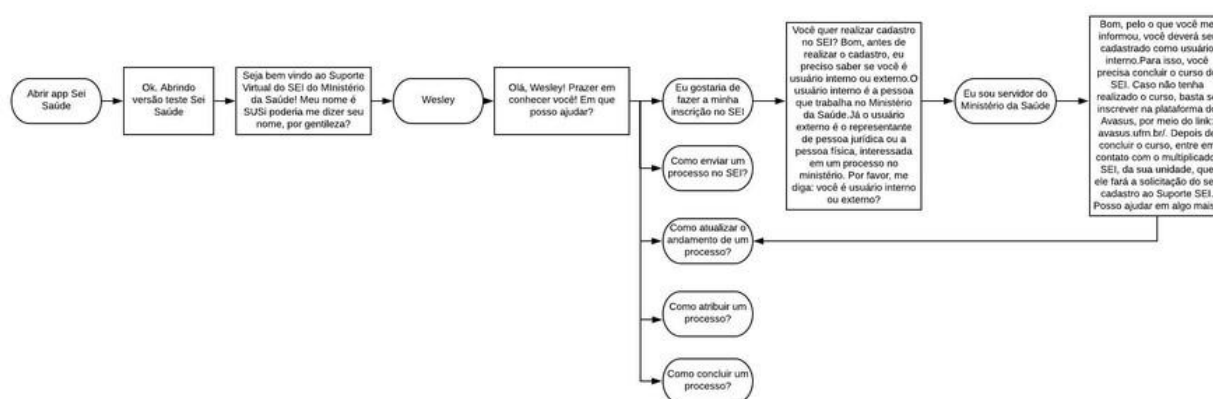 Abrir app Sei
Saúde
Ok. Abrindo
versão teste Sei
Saúde
Seja bem vindo ao Suporte
Virtual do SEI do MInistério
da Saúde! Meu nome é
SUSi poderia me dizer seu
nome, por gentileza?
Wesley
Olá, Wesley! Prazer em
conhecer você! Em que
posso ajudar?
Eu gostaria de
fazer a minha
inscrição no SEI
Como enviar um
processo no SEI?
Como atualizar o
andamento de um
processo?
Como atribuir um
processo?
Como concluir um
processo?
Você quer realizar cadastro
no SEI? Bom, antes de
realizar o cadastro, eu
preciso saber se você é
usuário interno ou externo.O
usuário interno é a pessoa
que trabalha no Ministério
da Saúde.Já o usuário
externo é o representante
de pessoa jurídica ou a
pessoa física, interessada
em um processo no
ministério. Por favor, me
diga: você é usuário interno
ou externo?
Eu sou servidor do
Ministério da Saúde
Bom, pelo o que você me
informou, você deverá ser
cadastrado como usuário
interno.Para isso, você
precisa concluir o curso do
SEI. Caso não tenha
realizado o curso, basta se
inscrever na plataforma do
Avasus, por meio do link:
avasus.ufrn.br/. Depois de
concluir o curso, entre em
contato com o multiplicador
SEI, da sua unidade, que
ele fará a solicitação do seu
cadastro ao Suporte SEI.
Posso ajudar em algo mais